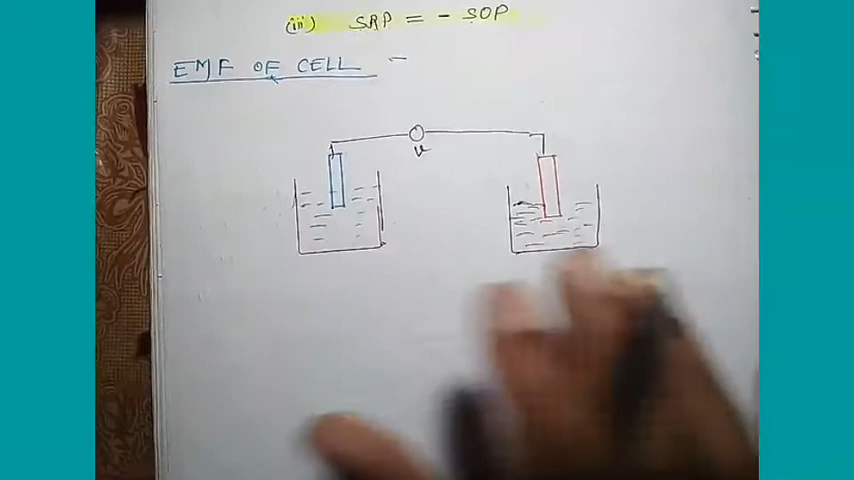 (iii) SRP = - SOP
EMF OF CELL -
V